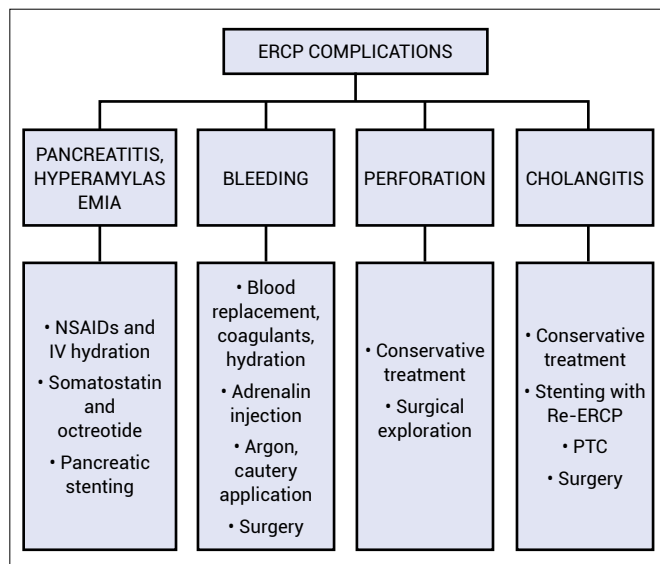 ERCP COMPLICATIONS
PANCREATITIS,
HYPERAMYLAS
EMIA
BLEEDING
PERFORATION
CHOLANGITIS
• NSAIDs and
IV hydration
• Somatostatin
and
octreotide
• Pancreatic
stenting
• Blood
replacement,
coagulants,
hydration
• Adrenalin
injection
• Argon,
cautery
application
• Surgery
• Conservative
treatment
• Surgical
exploration
• Conservative
treatment
• Stenting with
Re-ERCP
• PTC
• Surgery